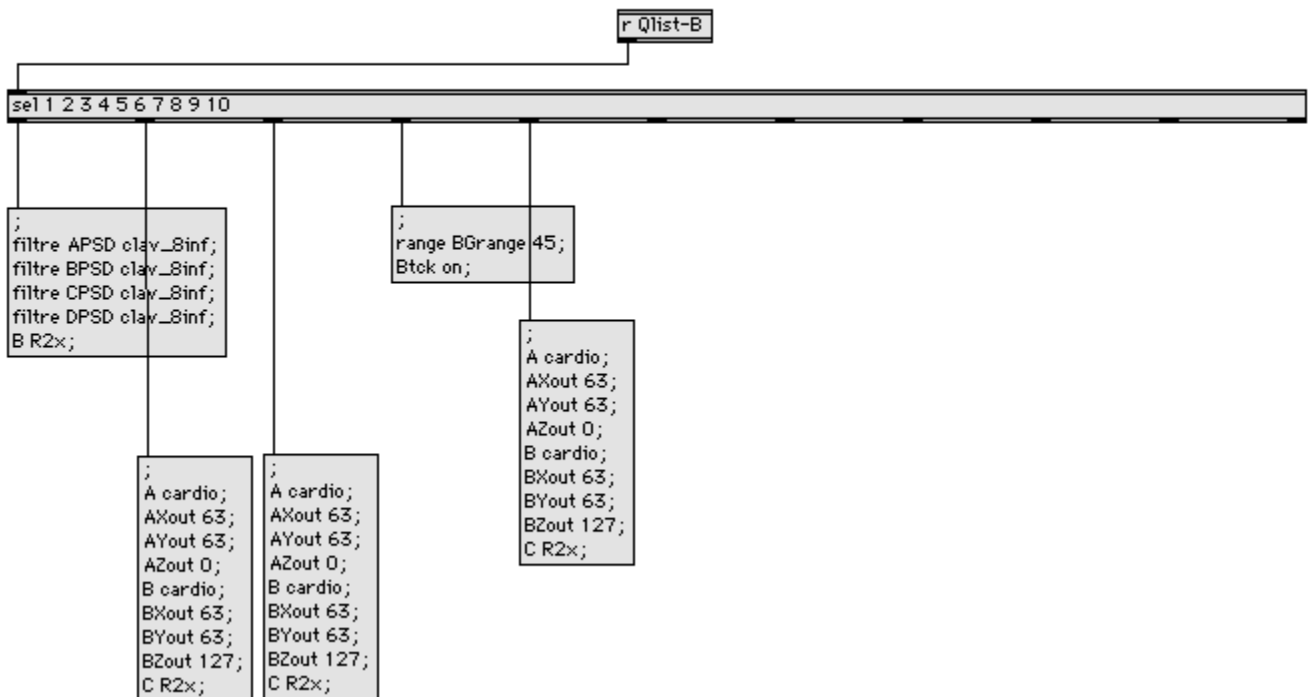 r Qlist-B
sel 1 2 3 4 5 6 7 8 9 10
;
filtre APSD clav_8inf;
filtre BPSD clav_8inf;
filtre CPSD clav_8inf;
filtre DPSD clav_8inf;
B R2x;
;
range BGrange 45;
Btck on;
;
A cardio;
AXout 63;
AYout 63;
AZout 0;
B cardio;
BXout 63;
BYout 63;
BZout 127;
C R2x;
;
A cardio;
AXout 63;
AYout 63;
AZout 0;
B cardio;
BXout 63;
BYout 63;
BZout 127;
C R2x;
;
A cardio;
AXout 63;
AYout 63;
AZout 0;
B cardio;
BXout 63;
BYout 63;
BZout 127;
C R2x;